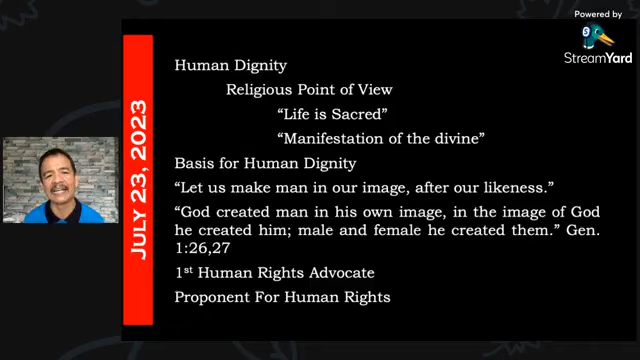 Powered by
StreamYard
JULY 23, 2023
Human Dignity
Religious Point of View
“Life is Sacred”
“Manifestation of the divine”
Basis for Human Dignity
“Let us make man in our image, after our likeness.”
“God created man in his own image, in the image of God
he created him; male and female he created them.” Gen.
1:26,27
1st Human Rights Advocate
Proponent For Human Rights